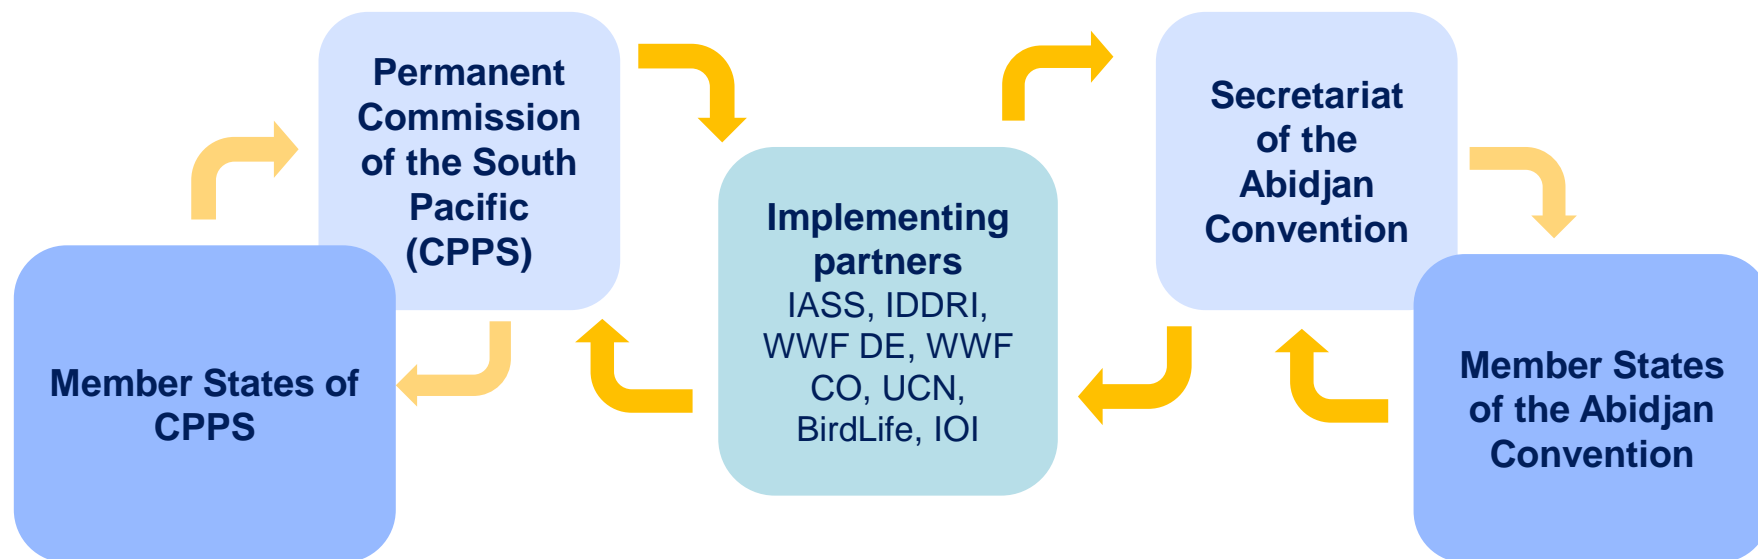 Permanent
Commission
of the South
Pacific
(CPPS)
Member States of
CPPS
Implementing
partners
IASS, IDDRI,
WWF DE, WWF
CO, UCN,
BirdLife, IOI
Secretariat
of the
Abidjan
Convention
Member States
of the Abidjan
Convention